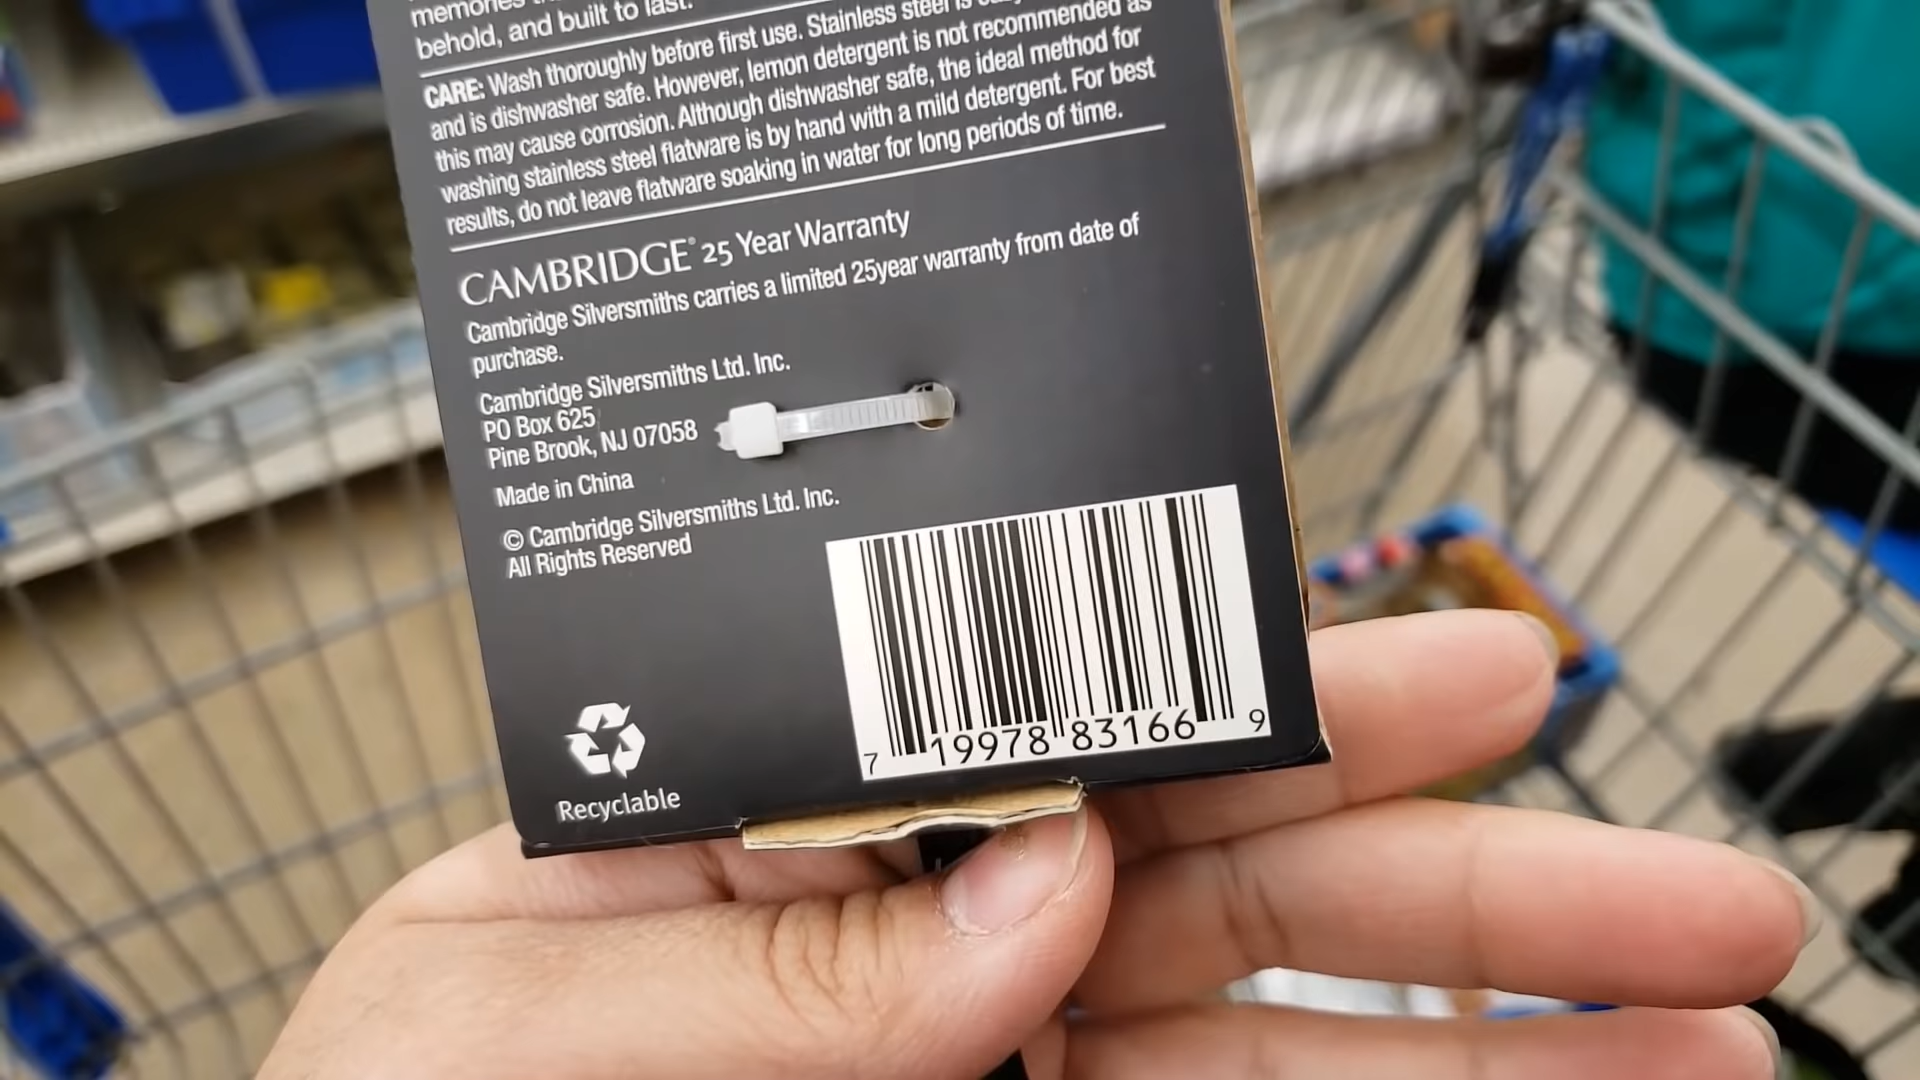 memories
behold, and built to last.
CARE: Wash thoroughly before first use. Stainless steel is
and is dishwasher safe. However, lemon detergent is not recommended as
this may cause corrosion. Although dishwasher safe, the ideal method for
washing stainless steel flatware is by hand with a mild detergent. For best
results, do not leave flatware soaking in water for long periods of time.
CAMBRIDGE® 25 Year Warranty
Cambridge Silversmiths carries a limited 25year warranty from date of
purchase.
Cambridge Silversmiths Ltd. Inc.
PO Box 625
Pine Brook, NJ 07058
Made in China
© Cambridge Silversmiths Ltd. Inc.
All Rights Reserved
7 19978 83166 9
Recyclable